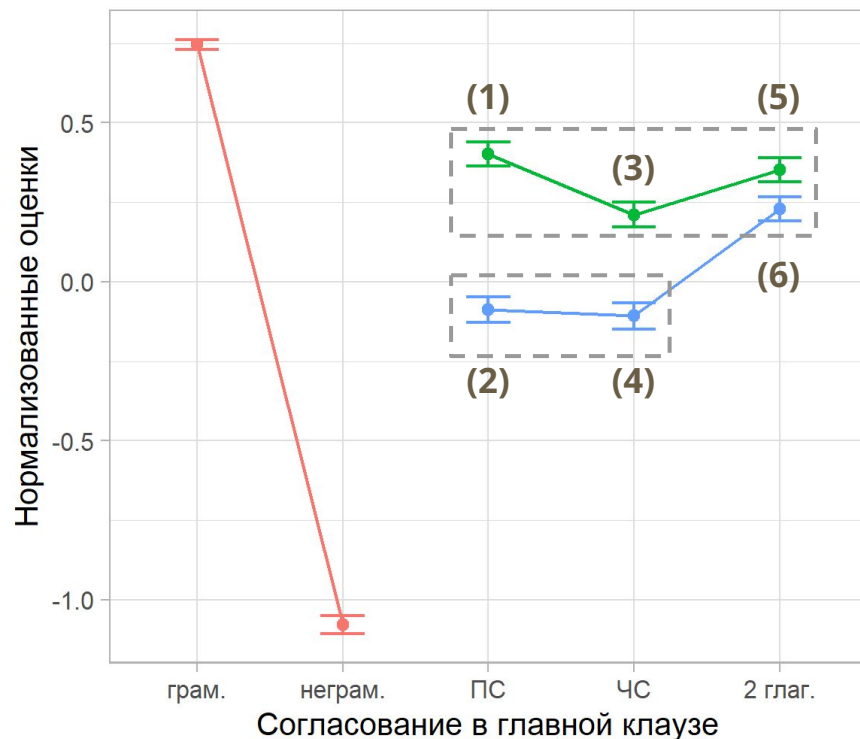 Нормализованные оценки
0.5
0.0
-0.5
-1.0
(1)
(5)
(3)
(6)
(2)
(4)
грам.
неграм.
ПС
ЧС
2 глаг.
Согласование в главной клаузе